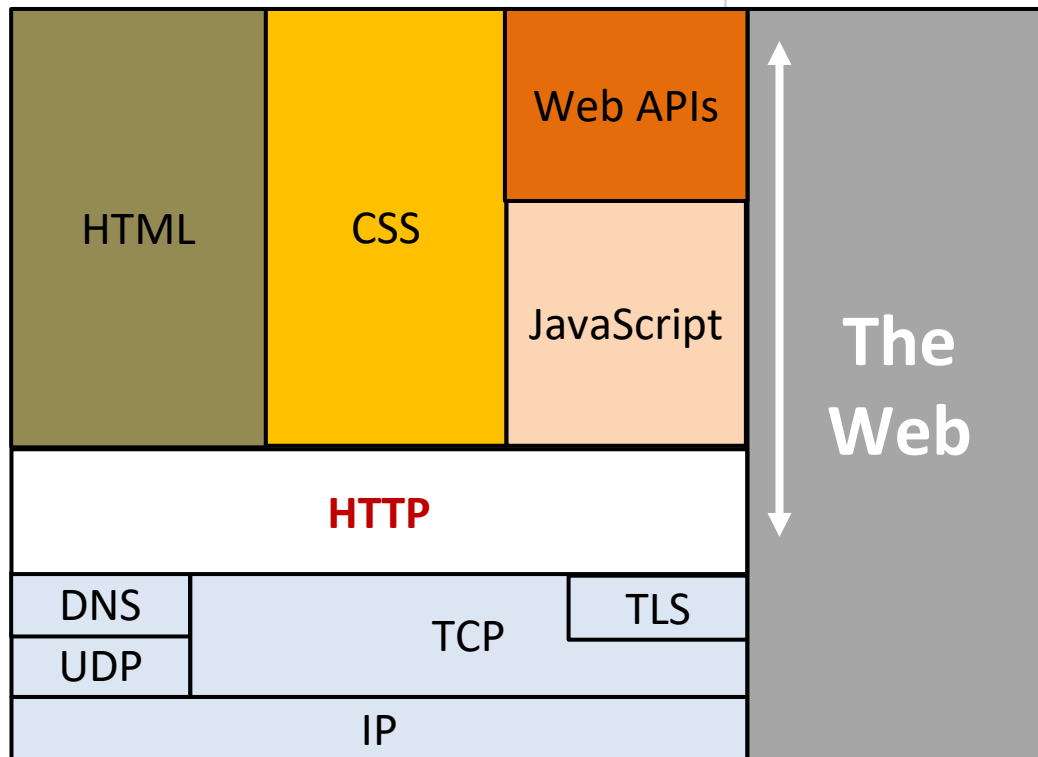 HTML
CSS
Web APIs
JavaScript
The
Web
HTTP
DNS
UDP
TCP
TLS
IP